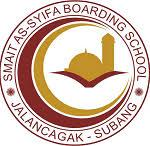 SMAIT AS-SYIFA BOARDING SCHOOL
JALANCAGAK - SUBANG